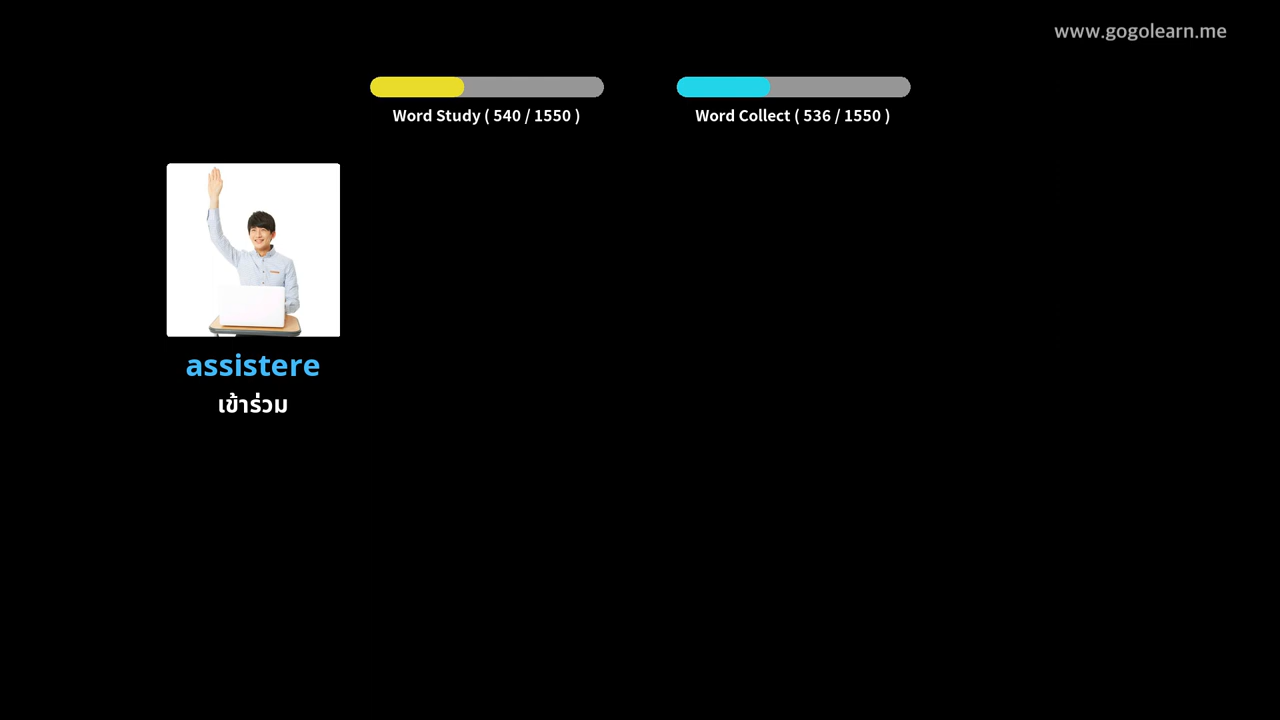 www.gogolearn.me
Word Study ( 540 / 1550 )
Word Collect ( 536 / 1550 )
assistere
เข้าร่วม